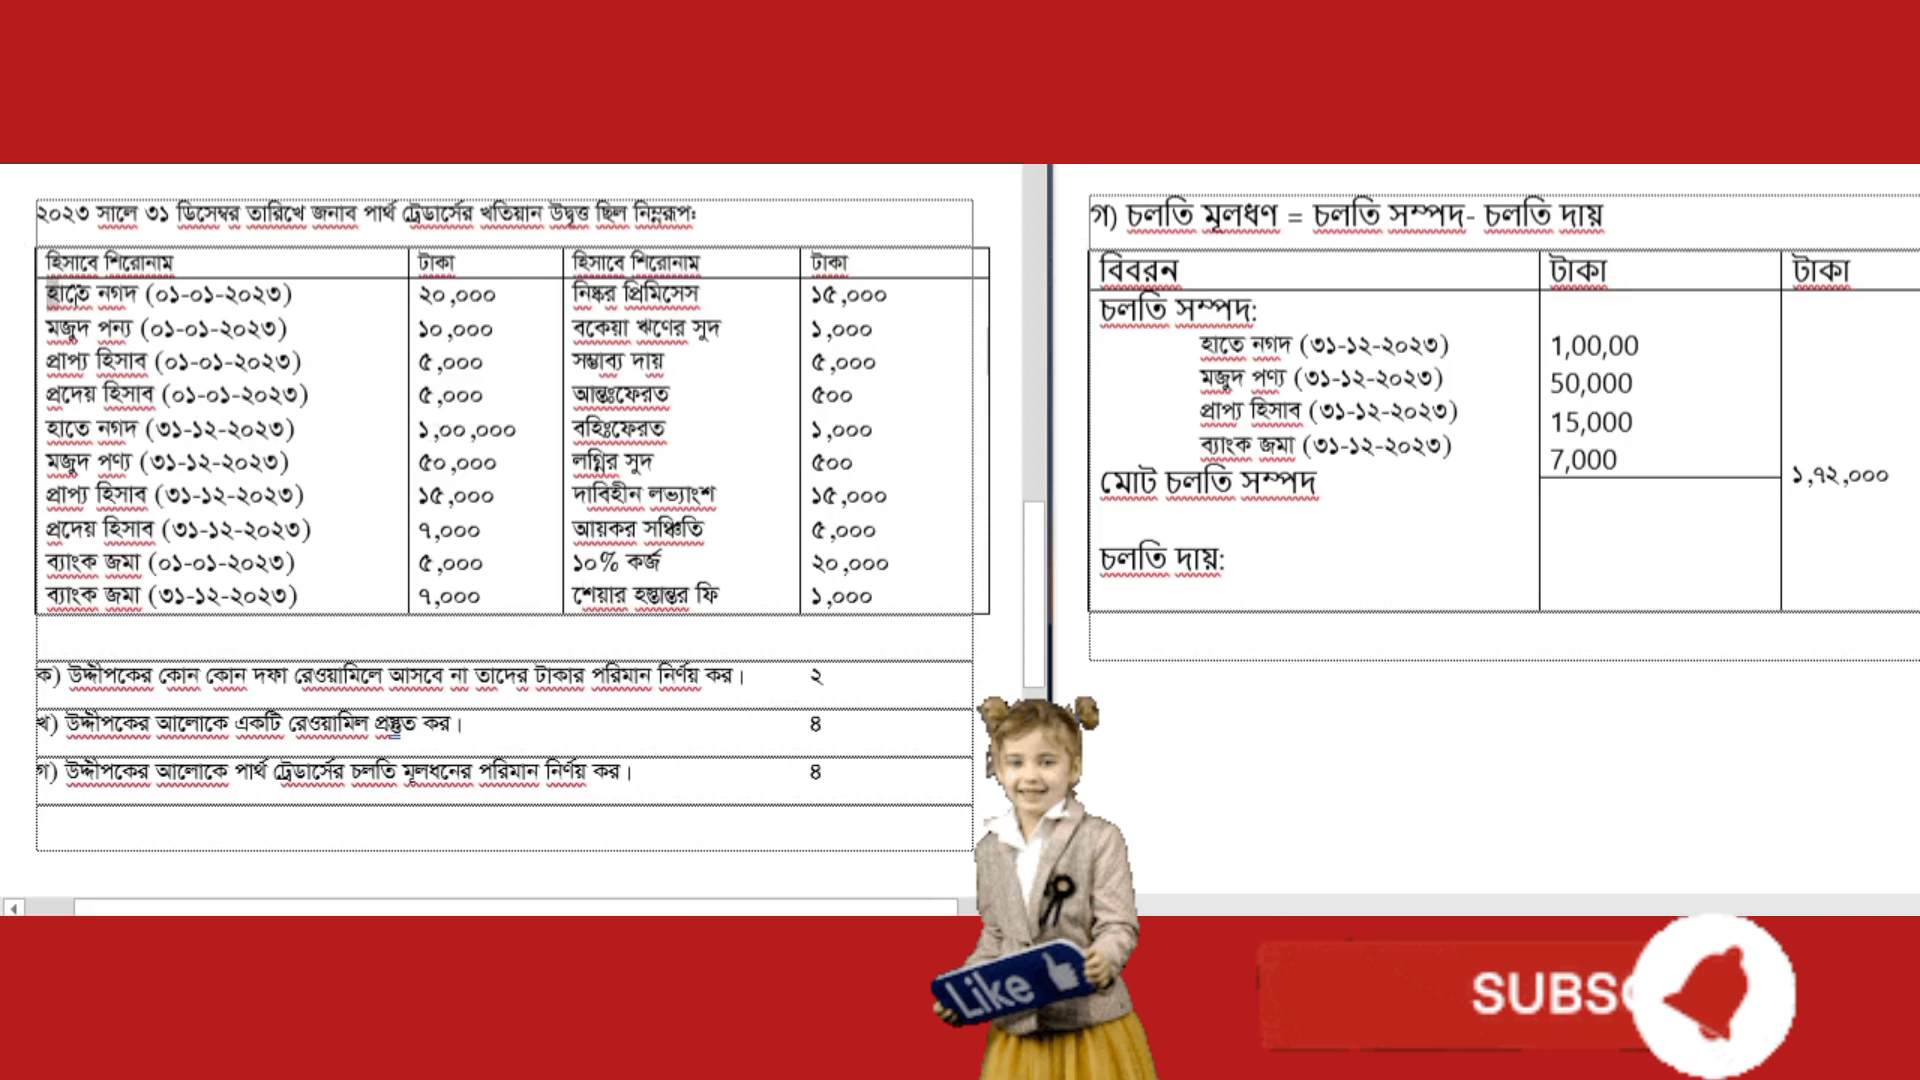 ২০২৩ সালে ৩১ ডিসেম্বর তারিখে জনাব পার্থ ট্রেডার্সের খতিয়ান উদ্বৃত্ত ছিল নিম্নরূপঃ
হিসাবে শিরোনাম টাকা হিসাবে শিরোনাম টাকা
হাতে নগদ (০১-০১-২০২৩) ২০,০০০ নিষ্কর প্রিমিসেস ১৫,০০০
মজুদ পন্য (০১-০১-২০২৩) ১০,০০০ বকেয়া ঋণের সুদ ১,০০০
প্রাপ্য হিসাব (০১-০১-২০২৩) ৫,০০০ সম্ভাব্য দায় ৫,০০০
প্রদেয় হিসাব (০১-০১-২০২৩) ৫,০০০ আন্তঃফেরত ৫০০
হাতে নগদ (৩১-১২-২০২৩) ১,০০,০০০ বহিঃফেরত ১,০০০
মজুদ পণ্য (৩১-১২-২০২৩) ৫০,০০০ লগ্নির সুদ ৫০০
প্রাপ্য হিসাব (৩১-১২-২০২৩) ১৫,০০০ দাবিহীন লভ্যাংশ ১৫,০০০
প্রদেয় হিসাব (৩১-১২-২০২৩) ৭,০০০ আয়কর সঞ্চিতি ৫,০০০
ব্যাংক জমা (০১-০১-২০২৩) ৫,০০০ ১০% কর্জ ২০,০০০
ব্যাংক জমা (৩১-১২-২০২৩) ৭,০০০ শেয়ার হস্তান্তর ফি ১,০০০
ক) উদ্দীপকের কোন কোন দফা রেওয়ামিলে আসবে না তাদের টাকার পরিমান নির্ণয় কর। ২
খ) উদ্দীপকের আলোকে একটি রেওয়ামিল প্রস্তুত কর। ৪
গ) উদ্দীপকের আলোকে পার্থ ট্রেডার্সের চলতি মূলধনের পরিমান নির্ণয় কর। ৪
গ) চলতি মূলধণ = চলতি সম্পদ- চলতি দায়
বিবরন টাকা টাকা
চলতি সম্পদ:
হাতে নগদ (৩১-১২-২০২৩) 1,00,00
মজুদ পণ্য (৩১-১২-২০২৩) 50,000
প্রাপ্য হিসাব (৩১-১২-২০২৩) 15,000
ব্যাংক জমা (৩১-১২-২০২৩) 7,000
মোট চলতি সম্পদ ১,৭২,০০০
চলতি দায়:
Like
SUBS